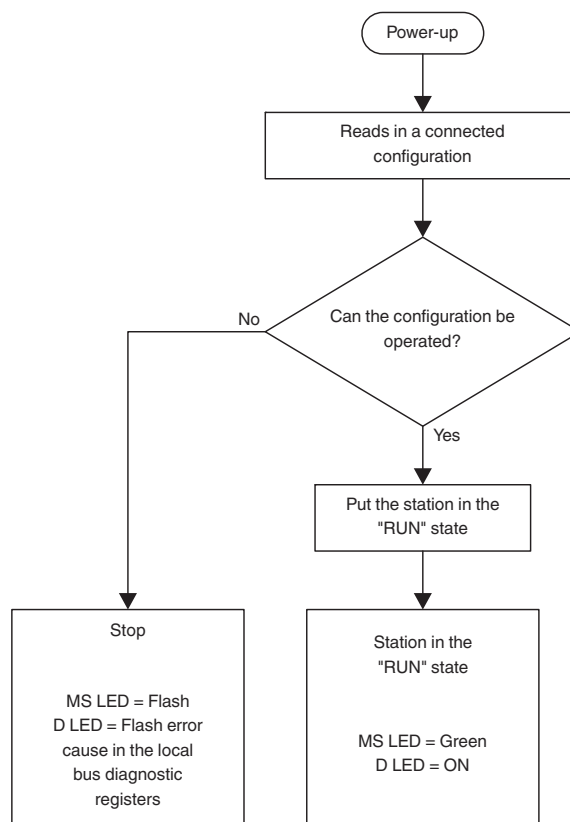 Power-up
Reads in a connected
configuration
Can the configuration be
operated?
No
Yes
Put the station in the
"RUN" state
Stop
MS LED = Flash
D LED = Flash error
cause in the local
bus diagnostic
registers
Station in the
"RUN" state
MS LED = Green
D LED = ON